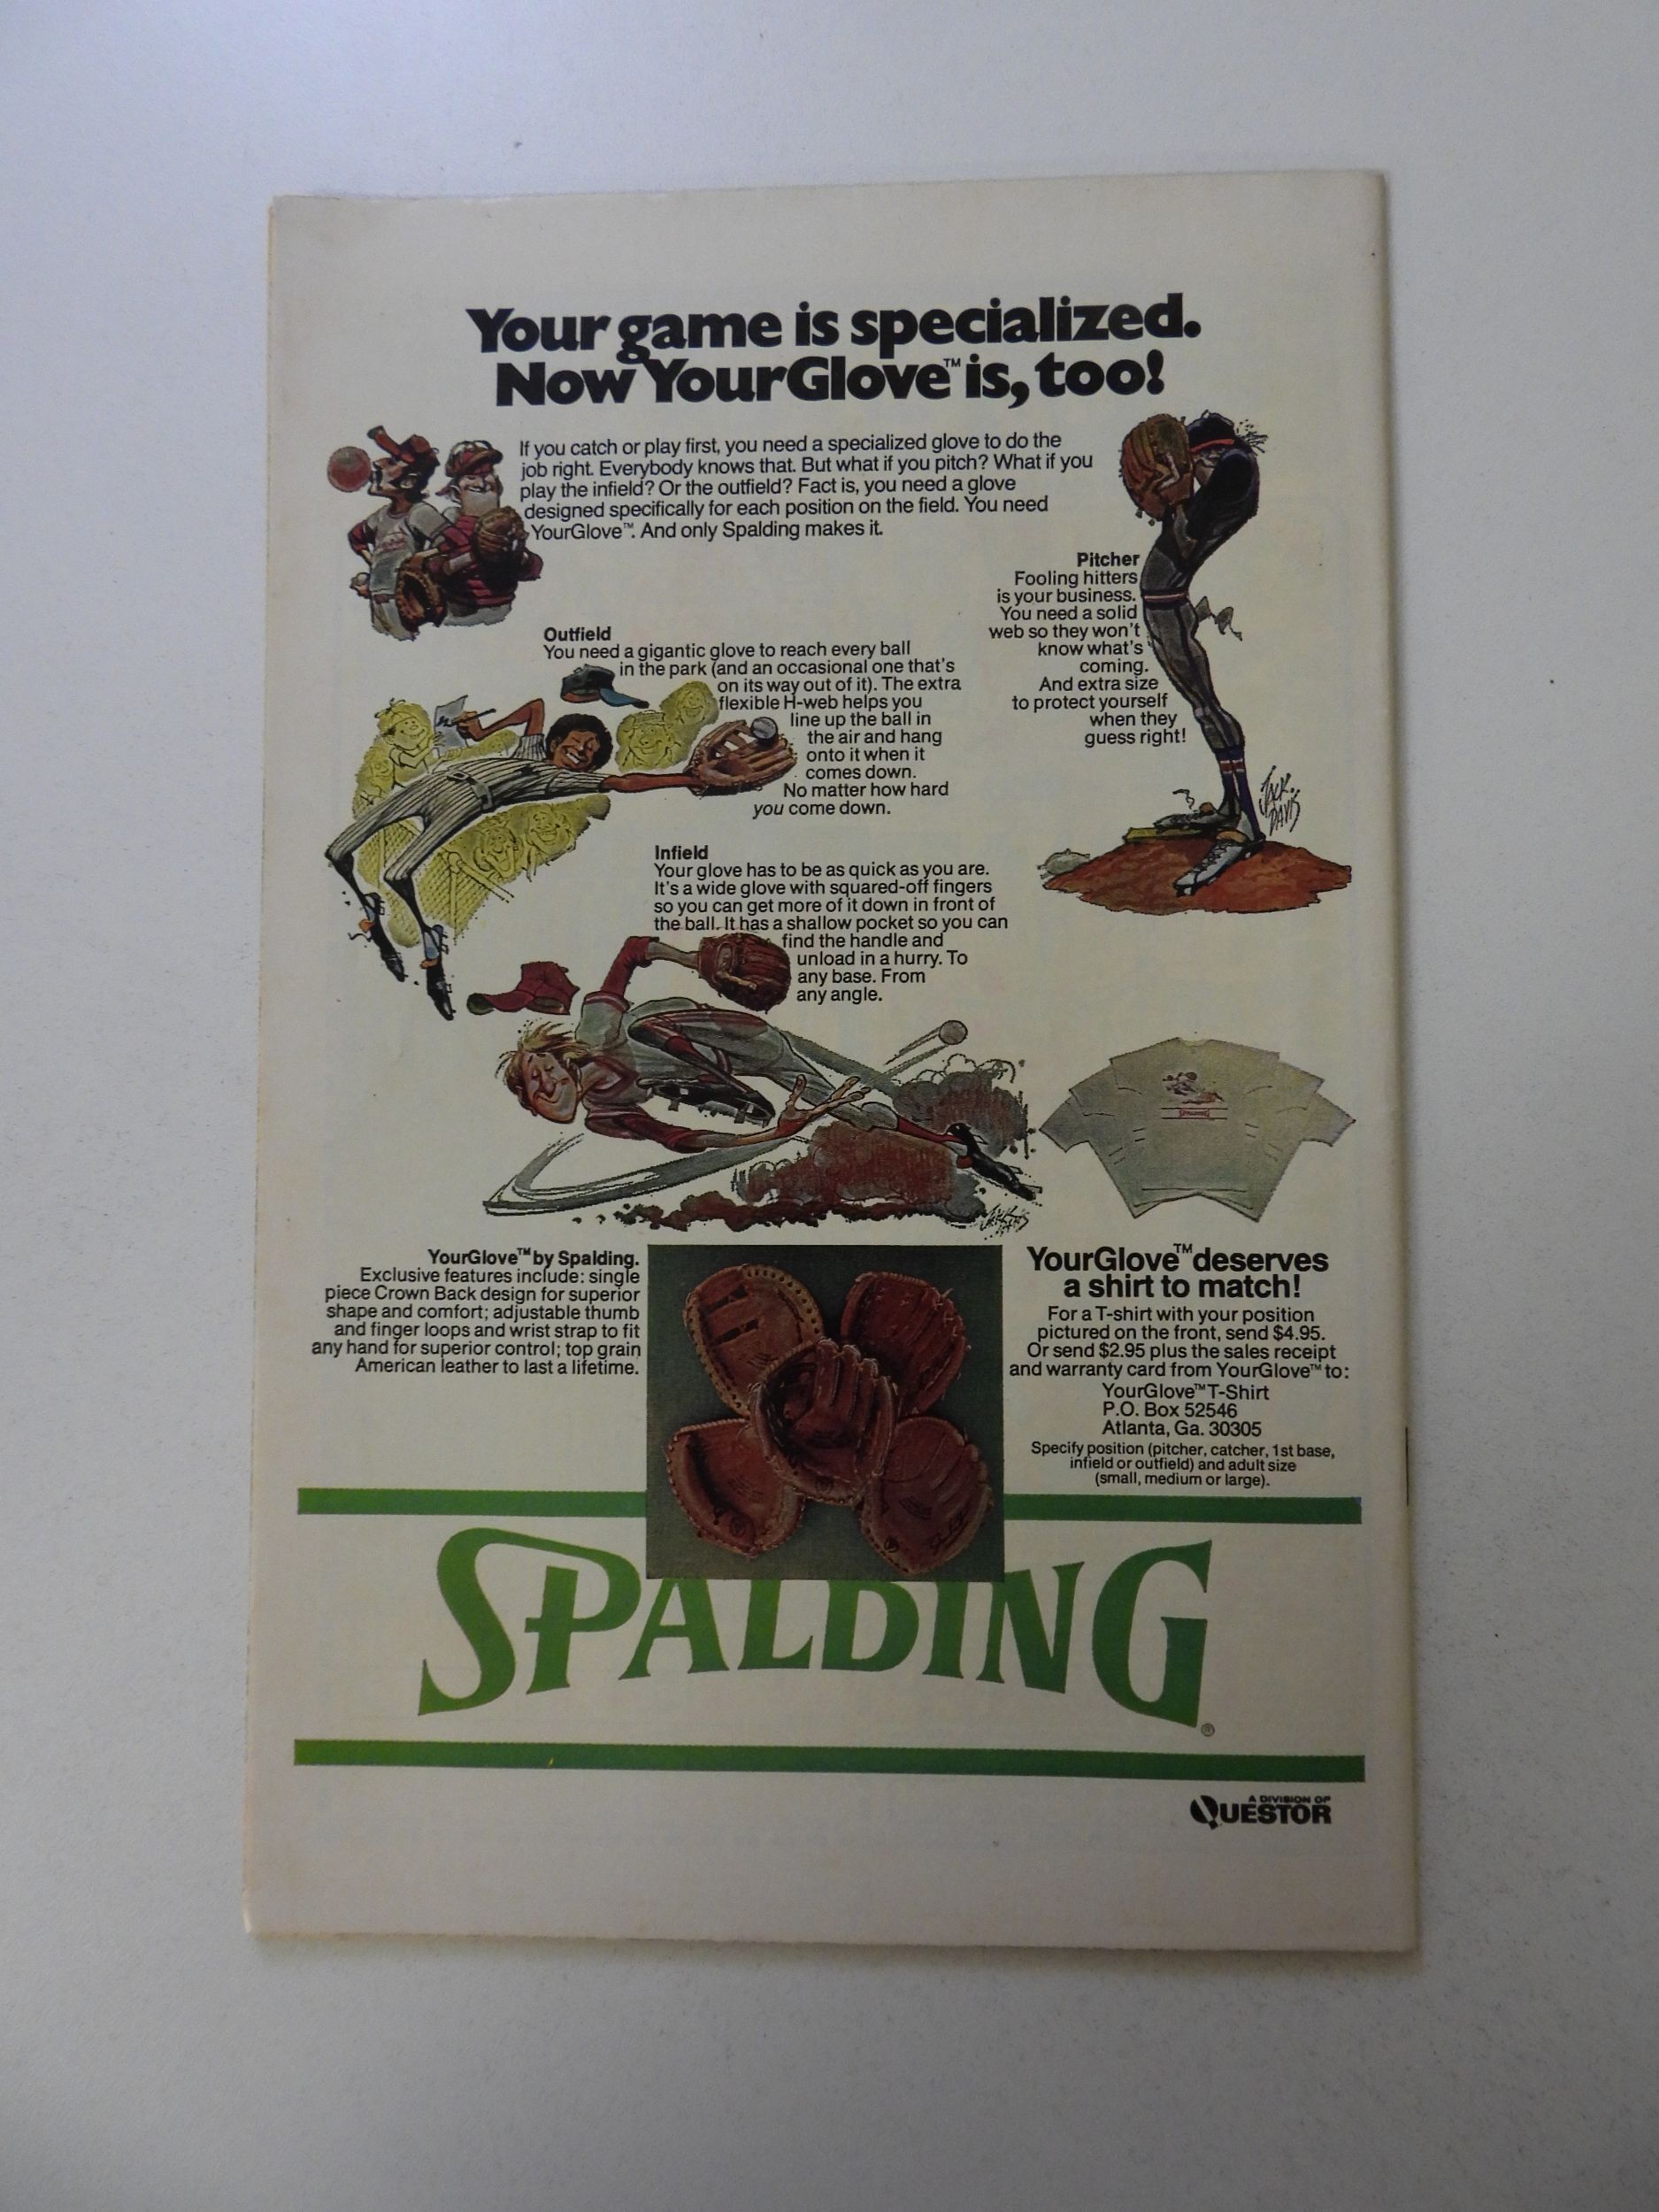 Your game is specialized.
Now YourGlove™ is, too!
If you catch or play first, you need a specialized glove to do the
job right. Everybody knows that. But what if you pitch? What if you
play the infield? Or the outfield? Fact is, you need a glove
designed specifically for each position on the field. You need
YourGlove™. And only Spalding makes it.
Pitcher
Fooling hitters
is your business.
You need a solid
web so they won't
know what's
coming.
And extra size
to protect yourself
when they
guess right!
JACK
DAVIS
Outfield
You need a gigantic glove to reach every ball
in the park (and an occasional one that's
on its way out of it). The extra
flexible H-web helps you
line up the ball in
the air and hang
onto it when it
comes down.
No matter how hard
you come down.
Infield
Your glove has to be as quick as you are.
It's a wide glove with squared-off fingers
so you can get more of it down in front of
the ball. It has a shallow pocket so you can
find the handle and
unload in a hurry. To
any base. From
any angle.
SPALDING
YourGlove™ by Spalding.
Exclusive features include: single
piece Crown Back design for superior
shape and comfort; adjustable thumb
and finger loops and wrist strap to fit
any hand for superior control; top grain
American leather to last a lifetime.
YourGlove™ deserves
a shirt to match!
For a T-shirt with your position
pictured on the front, send $4.95.
Or send $2.95 plus the sales receipt
and warranty card from YourGlove™ to:
YourGlove™ T-Shirt
P.O. Box 52546
Atlanta, Ga. 30305
Specify position (pitcher, catcher, 1st base,
infield or outfield) and adult size
(small, medium or large).
SPALDING®
A DIVISION OF
QUESTOR